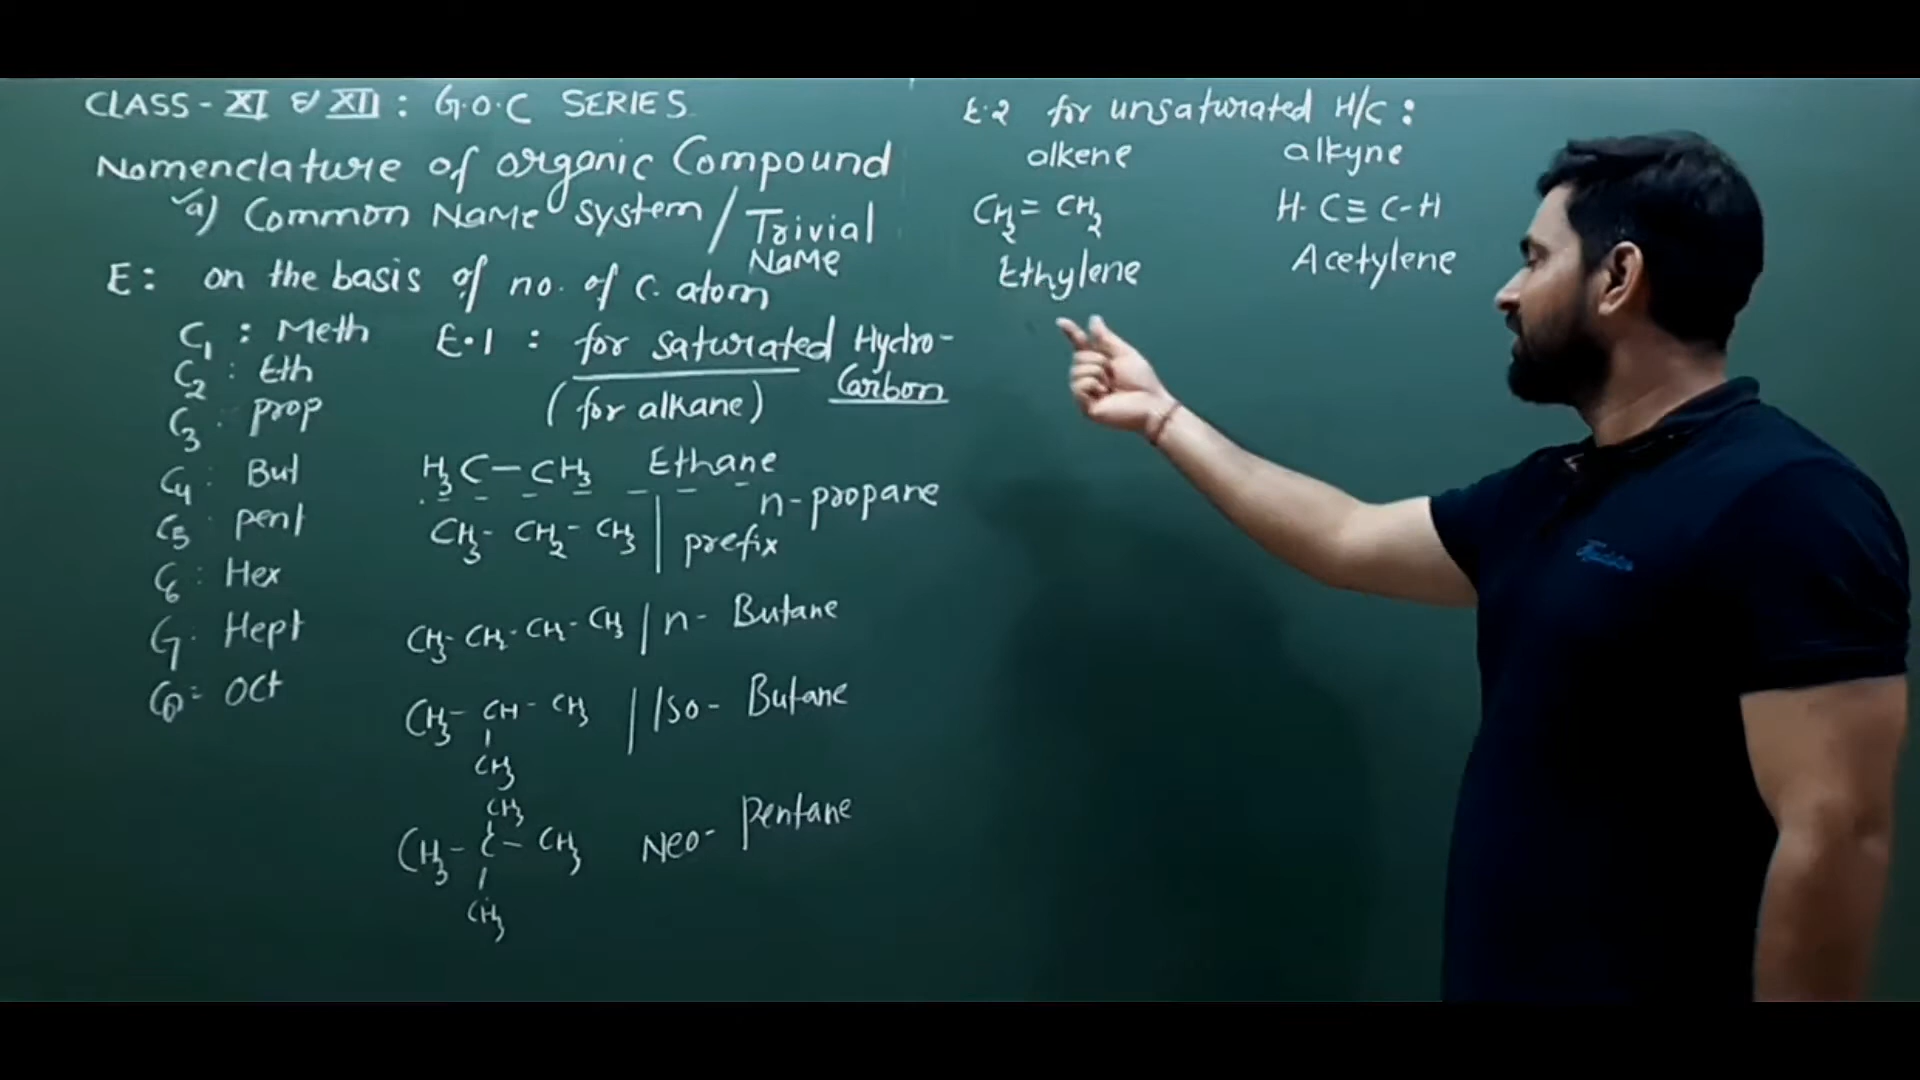 CLASS - XI & XII : G.O.C SERIES
Nomenclature of organic Compound
a) Common Name system / Trivial Name
E : on the basis of no. of C. atom
C1 : Meth
C2 : Eth
C3 . prop
C4 : But
C5 . pent
C6 : Hex
C7 . Hept
C8 = Oct
E.1 : for saturated Hydro-
Carbon
(for alkane)
H3C — CH3 Ethane
CH3 - CH2 - CH3 | prefix n-propane
CH3 - CH2 - CH2 - CH3 / n- Butane
CH3 - CH - CH3 / Iso- Butane
CH3
CH3
CH3 - C - CH3 Neo- Pentane
CH3
E.2 for unsaturated H/C :
alkene alkyne
CH2 = CH2 H - C ≡ C - H
Ethylene Acetylene